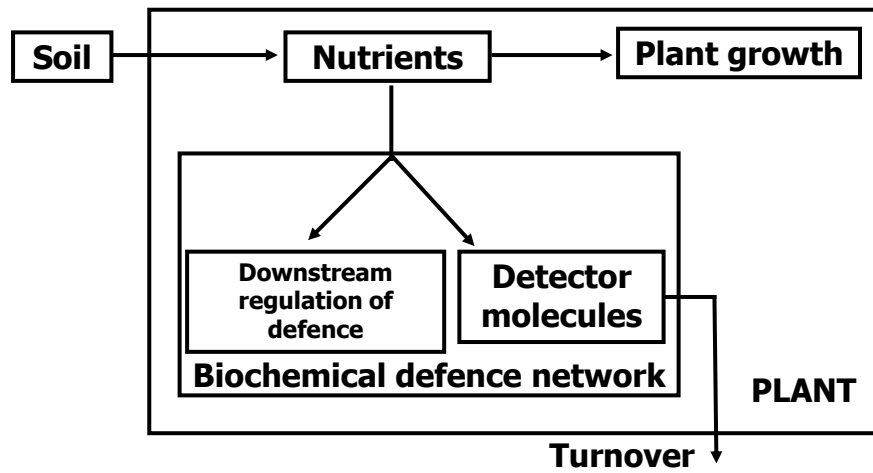 Soil
Nutrients
Plant growth
Downstream
regulation of
defence
Detector
molecules
Biochemical defence network
PLANT
Turnover